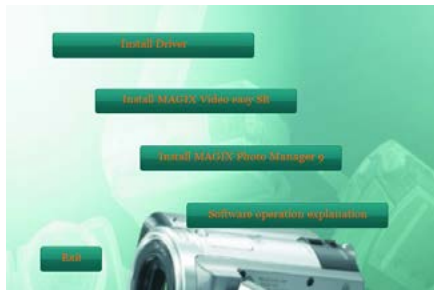 Install Driver
Install MAGIX Video easy SE
Install MAGIX Photo Manager 9
Software operation explanation
Exit